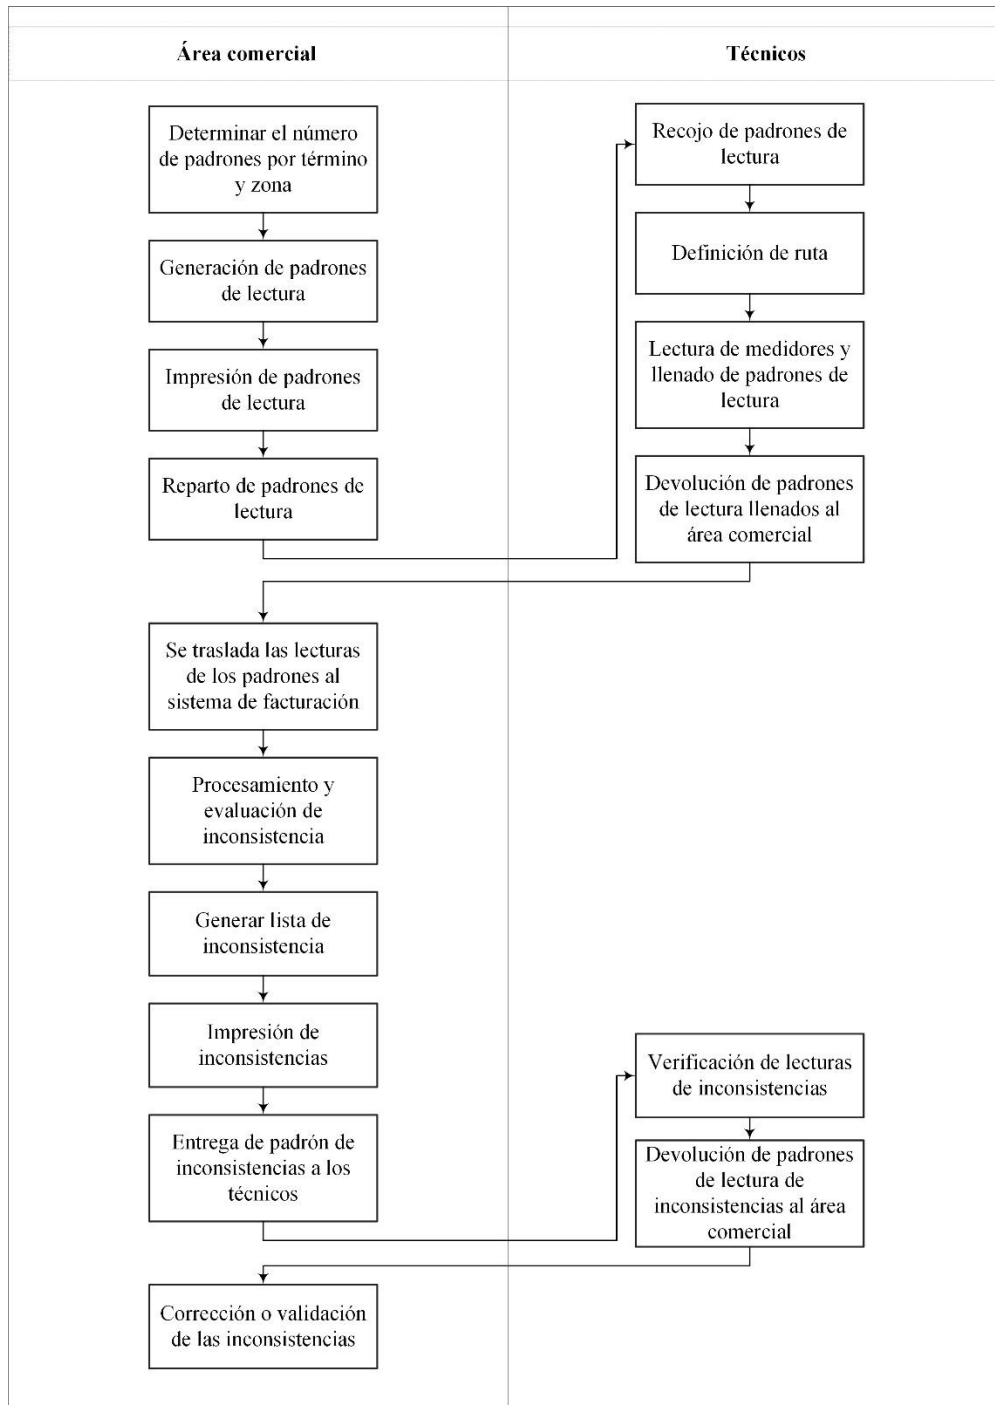 Área comercial
Técnicos
Determinar el número
de padrones por término
y zona
Generación de padrones
de lectura
Impresión de padrones
de lectura
Reparto de padrones de
lectura
Recojo de padrones de
lectura
Definición de ruta
Lectura de medidores y
llenado de padrones de
lectura
Devolución de padrones
de lectura llenados al
área comercial
Se traslada las lecturas
de los padrones al
sistema de facturación
Procesamiento y
evaluación de
inconsistencia
Generar lista de
inconsistencia
Impresión de
inconsistencias
Entrega de padrón de
inconsistencias a los
técnicos
Verificación de lecturas
de inconsistencias
Devolución de padrones
de lectura de
inconsistencias al área
comercial
Corrección o validación
de las inconsistencias